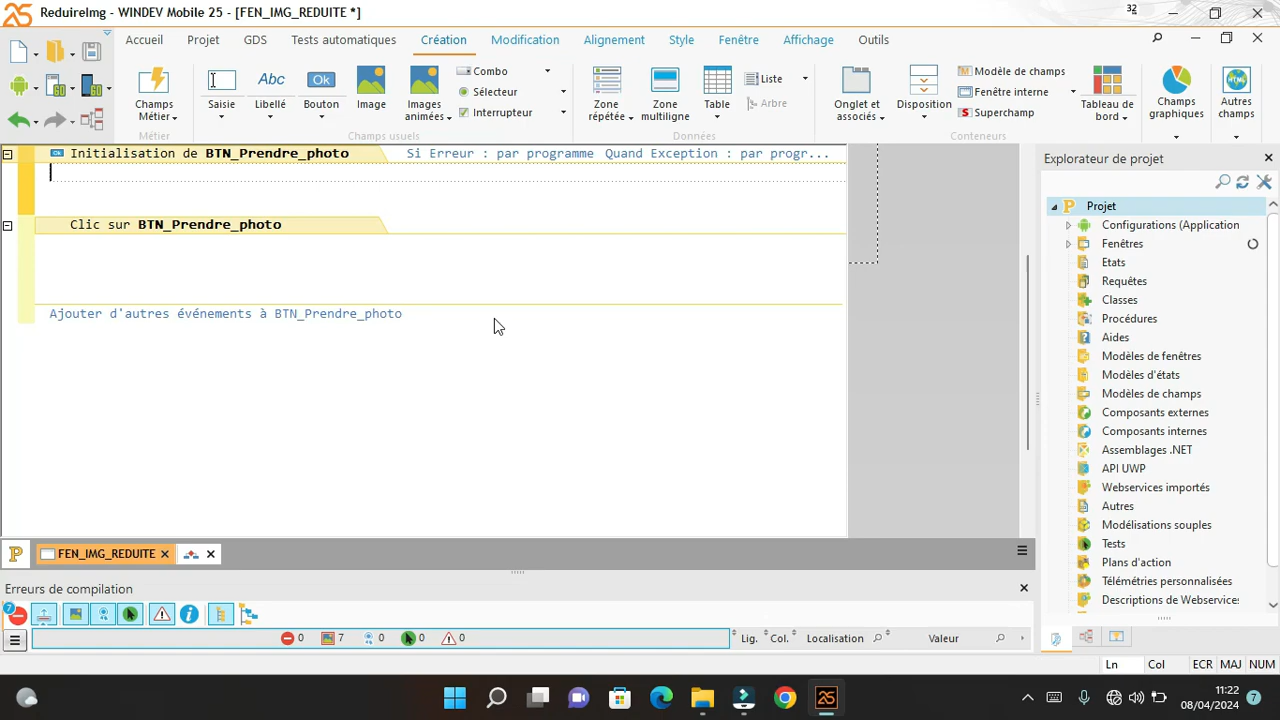 ReduireImg - WINDEV Mobile 25 - [FEN_IMG_REDUITE *]
32
Accueil Projet GDS Tests automatiques Création Modification Alignement Style Fenêtre Affichage Outils
Champs Métier
Métier
Saisie
Abc
Libellé
Ok
Bouton
Image
Images animées
Combo
Sélecteur
Interrupteur
Champs usuels
Zone répétée
Zone multiligne
Table
Liste
Arbre
Données
Onglet et associés
Disposition
Modèle de champs
Fenêtre interne
Superchamp
Tableau de bord
Conteneurs
Champs graphiques
Autres champs
Initialisation de BTN_Prendre_photo Si Erreur : par programme Quand Exception : par progr...
Clic sur BTN_Prendre_photo
Ajouter d'autres événements à BTN_Prendre_photo
Explorateur de projet
Projet
Configurations (Application
Fenêtres
Etats
Requêtes
Classes
Procédures
Aides
Modèles de fenêtres
Modèles d'états
Modèles de champs
Composants externes
Composants internes
Assemblages .NET
API UWP
Webservices importés
Autres
Modélisations souples
Tests
Plans d'action
Télémétries personnalisées
Descriptions de Webservice
FEN_IMG_REDUITE
Erreurs de compilation
7
0 7 0 0 0 Lig. Col. Localisation Valeur
Ln Col ECR MAJ NUM
11:22
08/04/2024
7